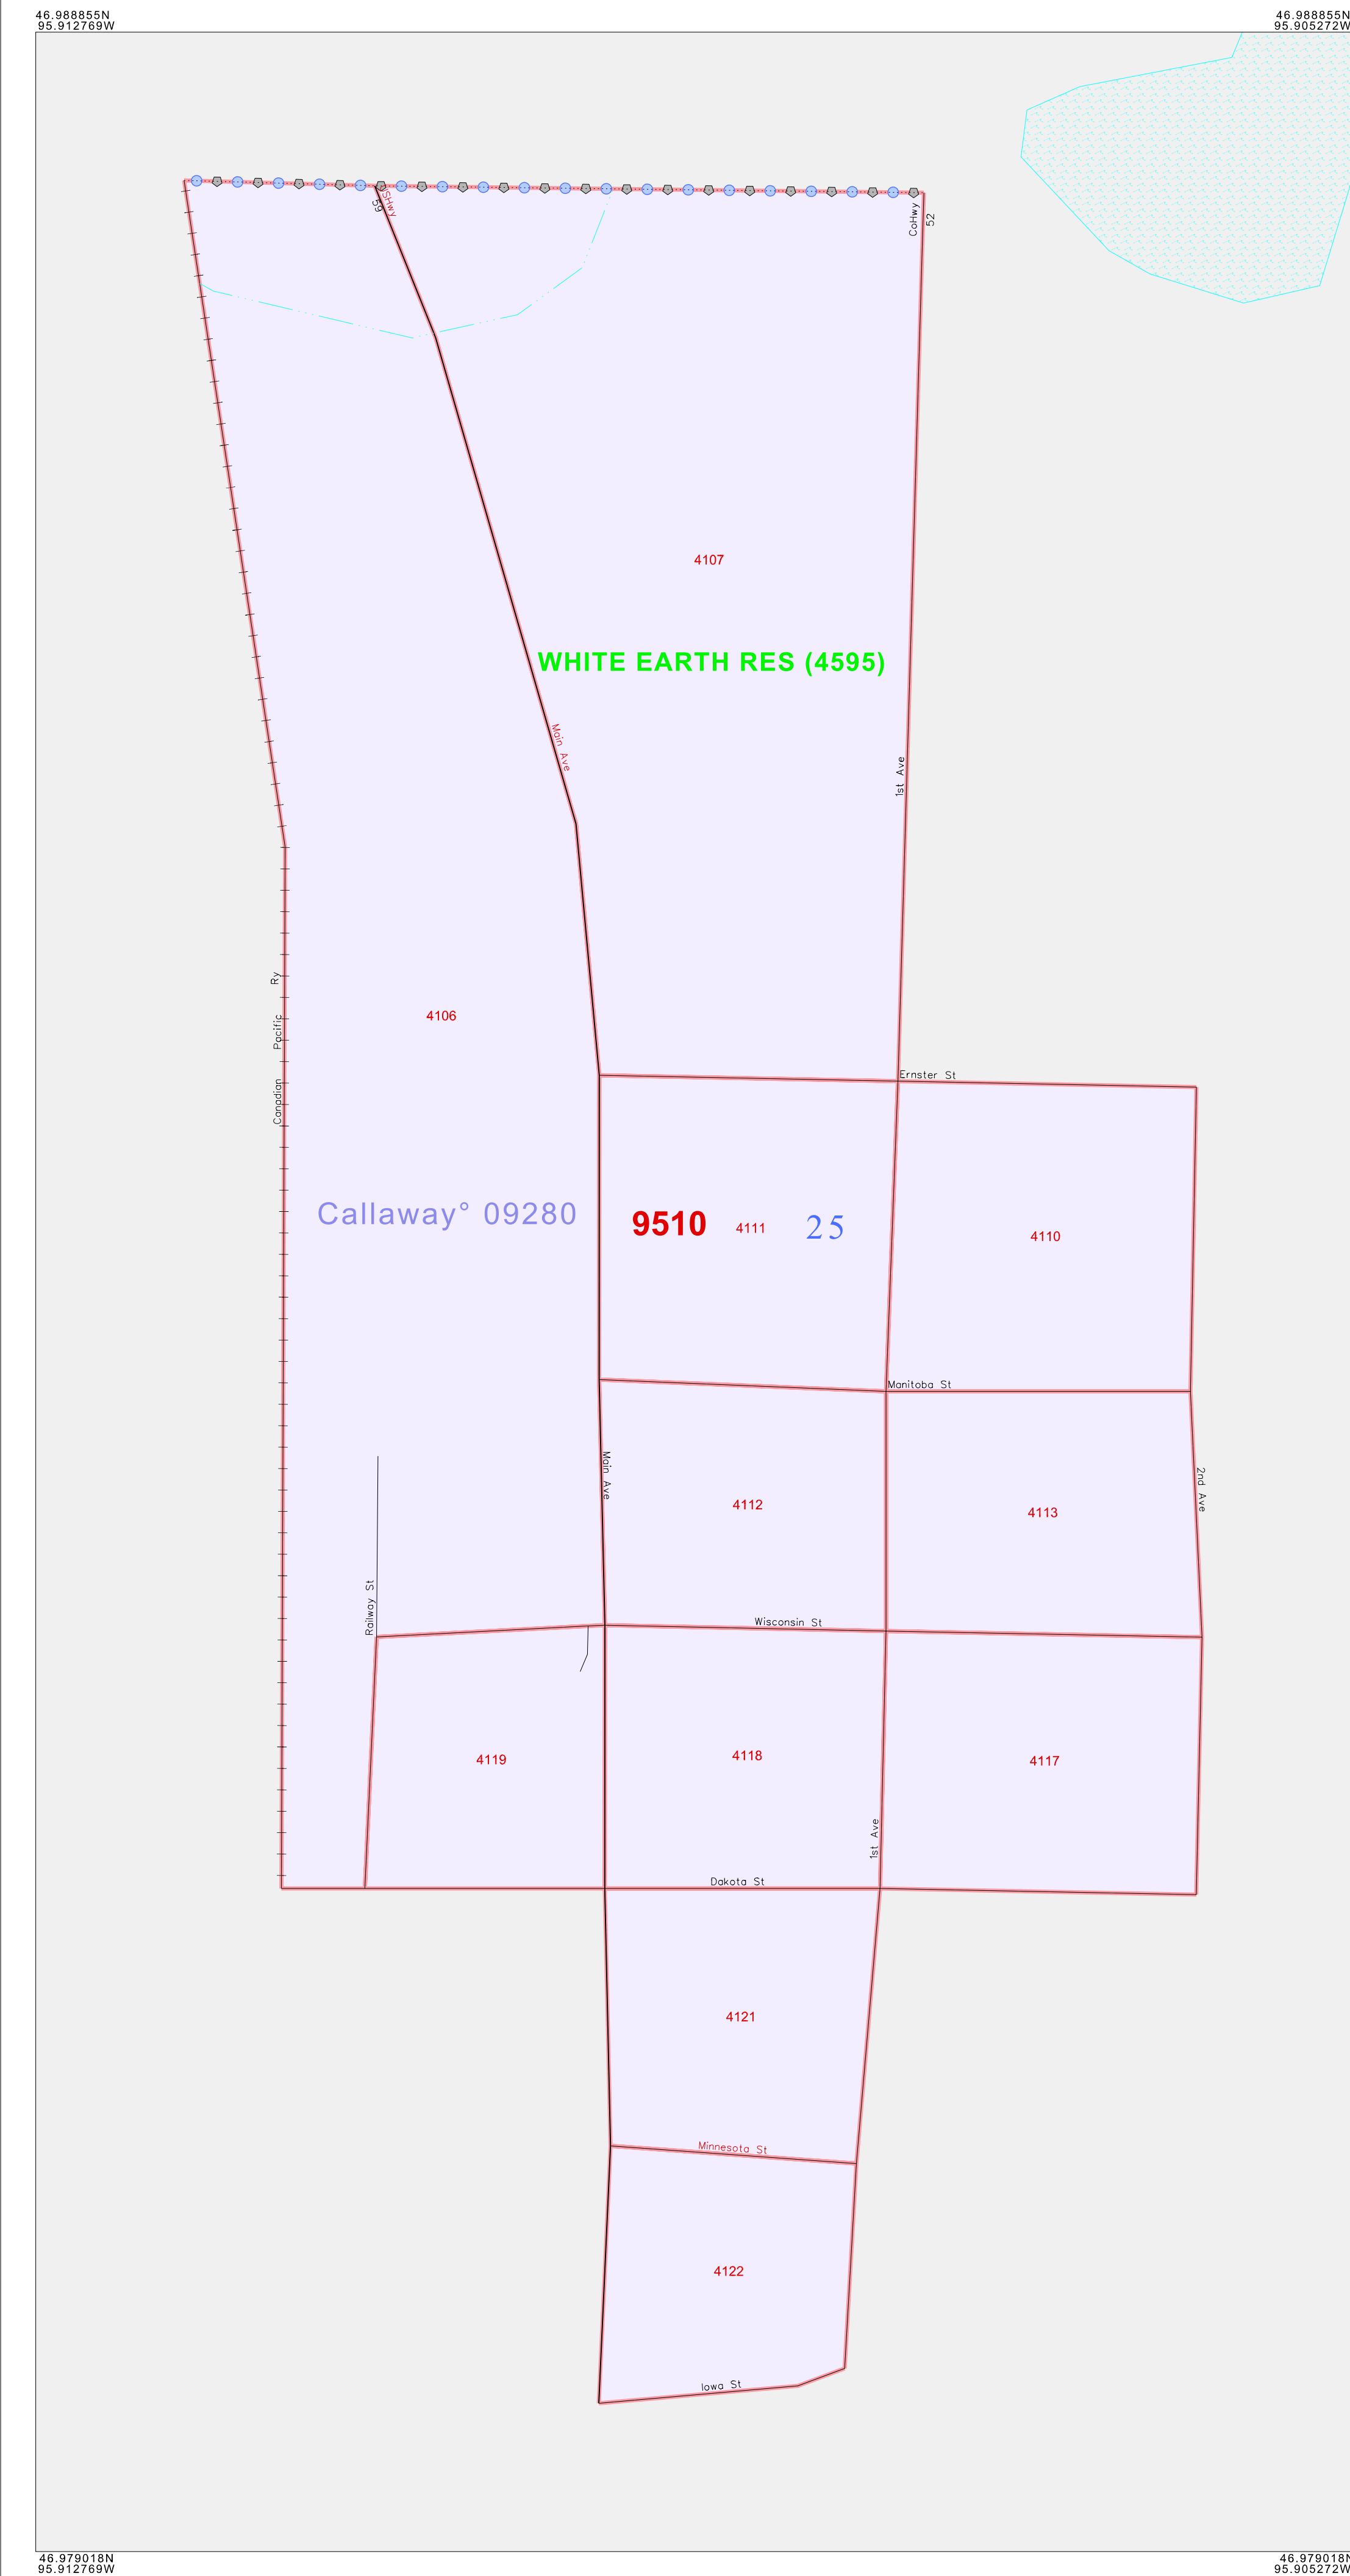 46.988855N
95.912769W
46.988855N
95.905272W
USHwy
59
CoHwy
52
4107
WHITE EARTH RES (4595)
Main Ave
1st Ave
Canadian Pacific Ry
4106
Ernster St
Callaway° 09280
9510
4111
25
4110
Manitoba St
Main Ave
2nd Ave
4112
4113
Railway St
Wisconsin St
4119
4118
4117
1st Ave
Dakota St
4121
Minnesota St
4122
Iowa St
46.979018N
95.912769W
46.979018N
95.905272W